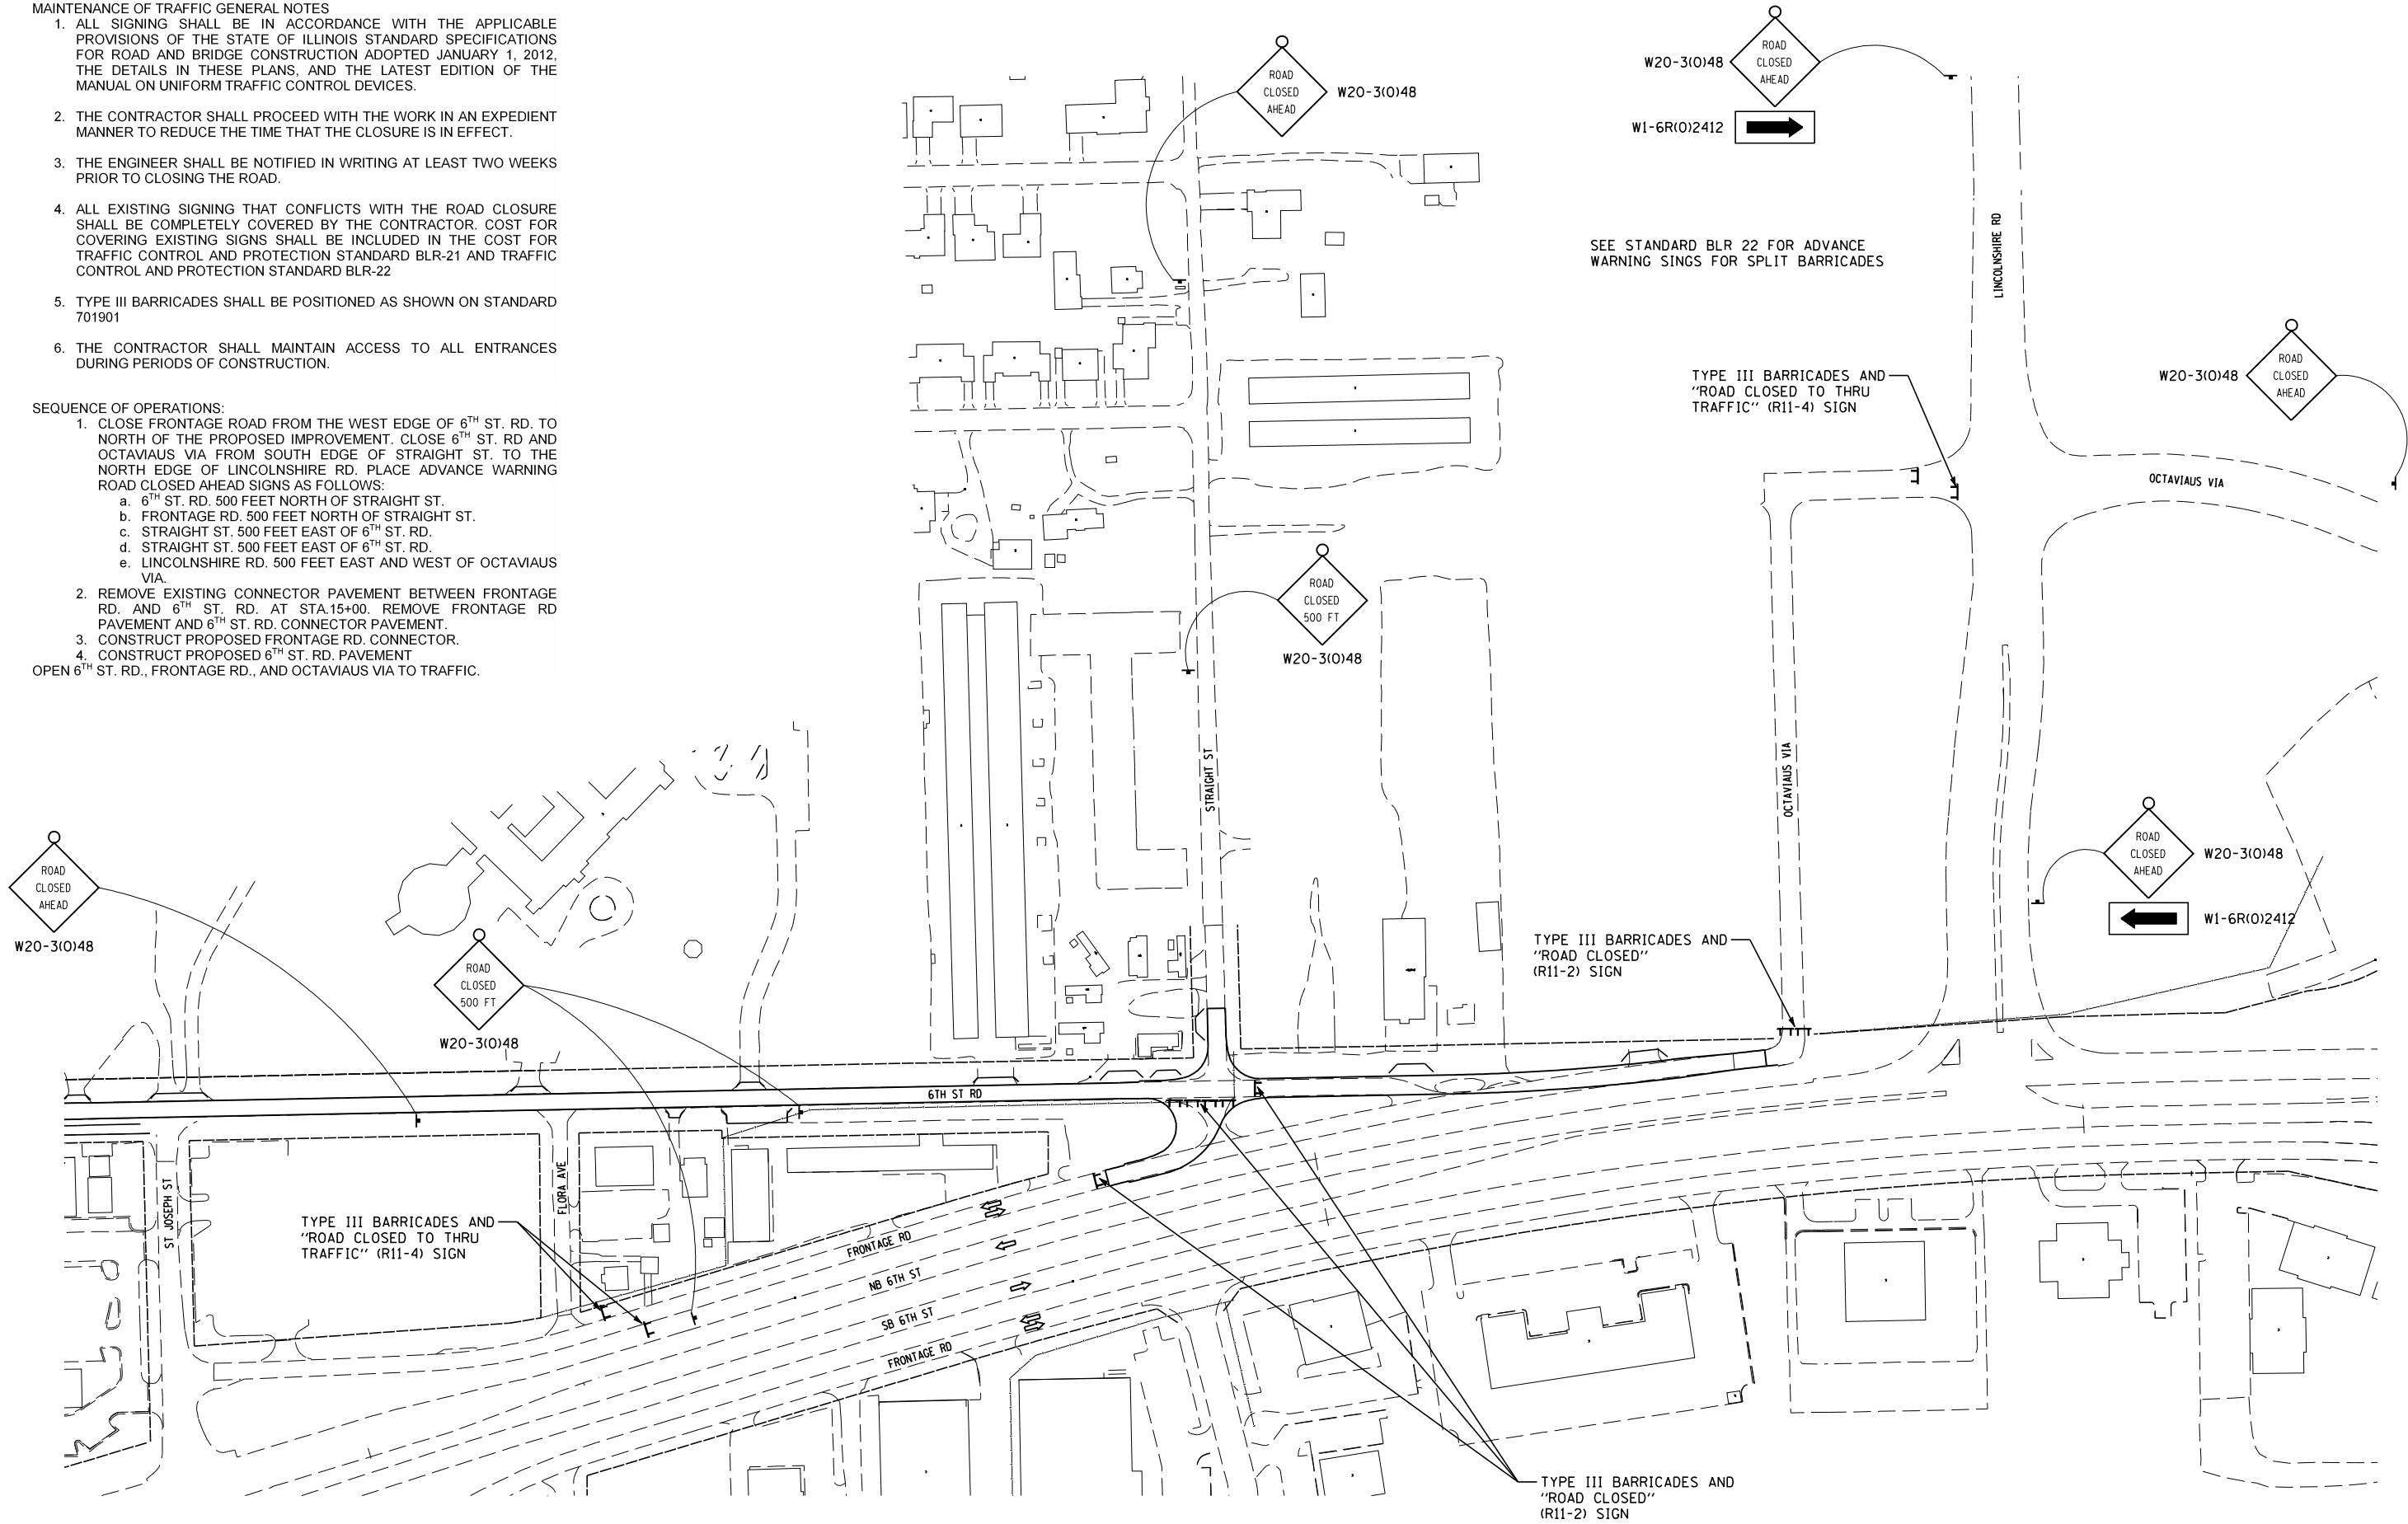 MAINTENANCE OF TRAFFIC GENERAL NOTES
1. ALL SIGNING SHALL BE IN ACCORDANCE WITH THE APPLICABLE
PROVISIONS OF THE STATE OF ILLINOIS STANDARD SPECIFICATIONS
FOR ROAD AND BRIDGE CONSTRUCTION ADOPTED JANUARY 1, 2012,
THE DETAILS IN THESE PLANS, AND THE LATEST EDITION OF THE
MANUAL ON UNIFORM TRAFFIC CONTROL DEVICES.
2. THE CONTRACTOR SHALL PROCEED WITH THE WORK IN AN EXPEDIENT
MANNER TO REDUCE THE TIME THAT THE CLOSURE IS IN EFFECT.
3. THE ENGINEER SHALL BE NOTIFIED IN WRITING AT LEAST TWO WEEKS
PRIOR TO CLOSING THE ROAD.
4. ALL EXISTING SIGNING THAT CONFLICTS WITH THE ROAD CLOSURE
SHALL BE COMPLETELY COVERED BY THE CONTRACTOR. COST FOR
COVERING EXISTING SIGNS SHALL BE INCLUDED IN THE COST FOR
TRAFFIC CONTROL AND PROTECTION STANDARD BLR-21 AND TRAFFIC
CONTROL AND PROTECTION STANDARD BLR-22
5. TYPE III BARRICADES SHALL BE POSITIONED AS SHOWN ON STANDARD
701901
6. THE CONTRACTOR SHALL MAINTAIN ACCESS TO ALL ENTRANCES
DURING PERIODS OF CONSTRUCTION.
SEQUENCE OF OPERATIONS:
1. CLOSE FRONTAGE ROAD FROM THE WEST EDGE OF 6TH ST. RD. TO
NORTH OF THE PROPOSED IMPROVEMENT. CLOSE 6TH ST. RD AND
OCTAVIAUS VIA FROM SOUTH EDGE OF STRAIGHT ST. TO THE
NORTH EDGE OF LINCOLNSHIRE RD. PLACE ADVANCE WARNING
ROAD CLOSED AHEAD SIGNS AS FOLLOWS:
a. 6TH ST. RD. 500 FEET NORTH OF STRAIGHT ST.
b. FRONTAGE RD. 500 FEET NORTH OF STRAIGHT ST.
c. STRAIGHT ST. 500 FEET EAST OF 6TH ST. RD.
d. STRAIGHT ST. 500 FEET EAST OF 6TH ST. RD.
e. LINCOLNSHIRE RD. 500 FEET EAST AND WEST OF OCTAVIAUS
VIA.
2. REMOVE EXISTING CONNECTOR PAVEMENT BETWEEN FRONTAGE
RD. AND 6TH ST. RD. AT STA.15+00. REMOVE FRONTAGE RD
PAVEMENT AND 6TH ST. RD. CONNECTOR PAVEMENT.
3. CONSTRUCT PROPOSED FRONTAGE RD. CONNECTOR.
4. CONSTRUCT PROPOSED 6TH ST. RD. PAVEMENT
OPEN 6TH ST. RD., FRONTAGE RD., AND OCTAVIAUS VIA TO TRAFFIC.
ROAD
CLOSED
AHEAD
W20-3(O)48
ROAD
CLOSED
AHEAD
W20-3(O)48
W1-6R(O)2412
SEE STANDARD BLR 22 FOR ADVANCE
WARNING SINGS FOR SPLIT BARRICADES
LINCOLNSHIRE RD
TYPE III BARRICADES AND
"ROAD CLOSED TO THRU
TRAFFIC" (R11-4) SIGN
W20-3(O)48
ROAD
CLOSED
AHEAD
OCTAVIAUS VIA
ROAD
CLOSED
500 FT
W20-3(O)48
STRAIGHT ST
OCTAVIAUS VIA
ROAD
CLOSED
AHEAD
W20-3(O)48
W1-6R(O)2412
ROAD
CLOSED
AHEAD
W20-3(O)48
ROAD
CLOSED
500 FT
W20-3(O)48
TYPE III BARRICADES AND
"ROAD CLOSED"
(R11-2) SIGN
6TH ST RD
ST JOSEPH ST
FLORA AVE
TYPE III BARRICADES AND
"ROAD CLOSED TO THRU
TRAFFIC" (R11-4) SIGN
FRONTAGE RD
NB 6TH ST
SB 6TH ST
FRONTAGE RD
TYPE III BARRICADES AND
"ROAD CLOSED"
(R11-2) SIGN